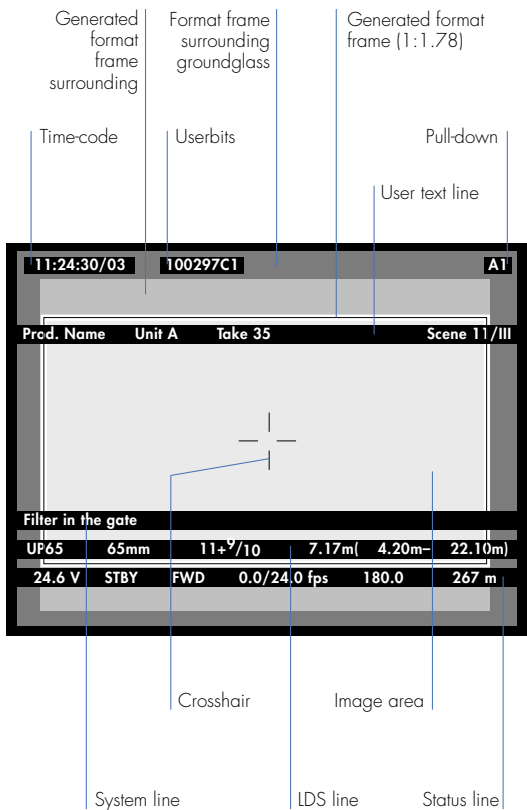 Generated
format
frame
surrounding
Format frame
surrounding
groundglass
Generated format
frame (1:1.78)
Time-code
Userbits
Pull-down
User text line
11:24:30/03 100297C1 A1
Prod. Name Unit A Take 35 Scene 11/III
Filter in the gate
UP65 65mm 11+9/10 7.17m( 4.20m– 22.10m)
24.6 V STBY FWD 0.0/24.0 fps 180.0 267 m
Crosshair
Image area
System line
LDS line
Status line